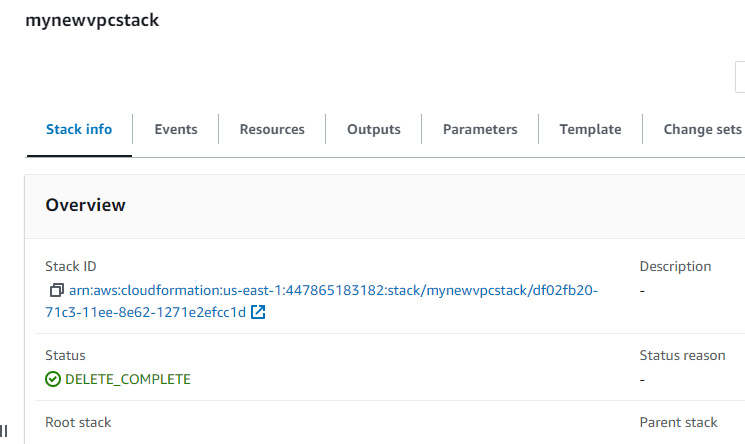 mynewvpcstack
Stack info Events Resources Outputs Parameters Template Change sets
Overview
Stack ID
arn:aws:cloudformation:us-east-1:447865183182:stack/mynewvpcstack/df02fb20-
71c3-11ee-8e62-1271e2efcc1d
Description
-
Status
DELETE_COMPLETE
Status reason
-
Root stack
Parent stack